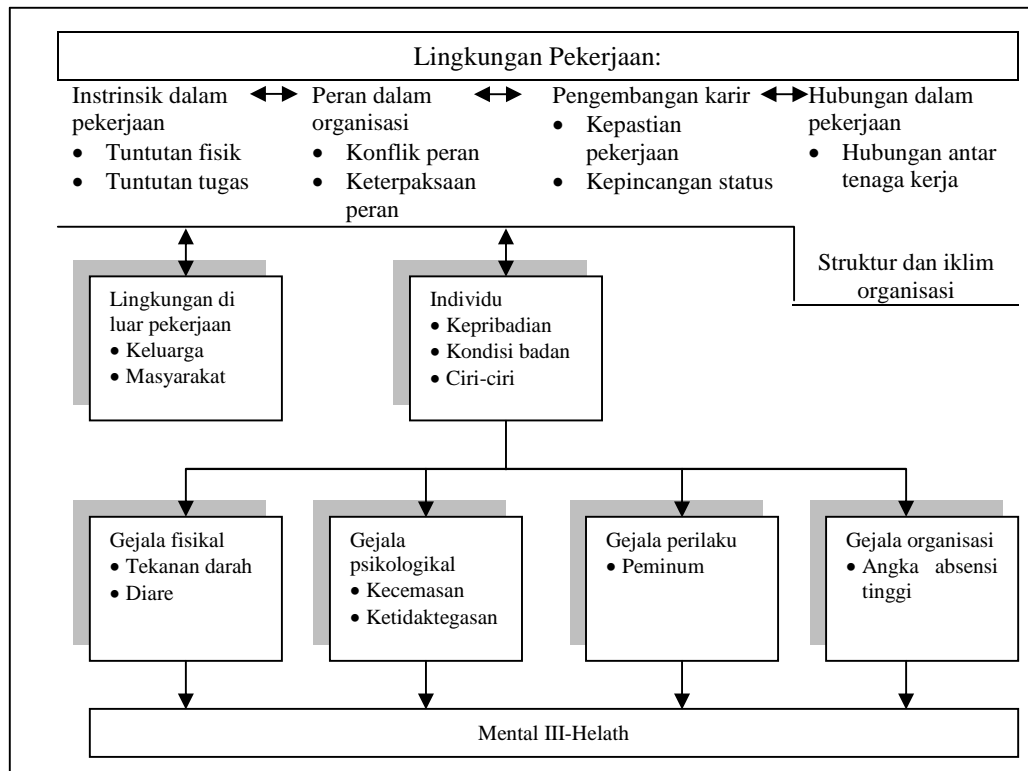 Lingkungan Pekerjaan:
Instrinsik dalam
pekerjaan
• Tuntutan fisik
• Tuntutan tugas
Peran dalam
organisasi
• Konflik peran
• Keterpaksaan
peran
Pengembangan karir
• Kepastian
pekerjaan
• Kepincangan status
Hubungan dalam
pekerjaan
• Hubungan antar
tenaga kerja
Struktur dan iklim
organisasi
Lingkungan di
luar pekerjaan
• Keluarga
• Masyarakat
Individu
• Kepribadian
• Kondisi badan
• Ciri-ciri
Gejala fisikal
• Tekanan darah
• Diare
Gejala
psikologikal
• Kecemasan
• Ketidaktegasan
Gejala perilaku
• Peminum
Gejala organisasi
• Angka absensi
tinggi
Mental III-Helath